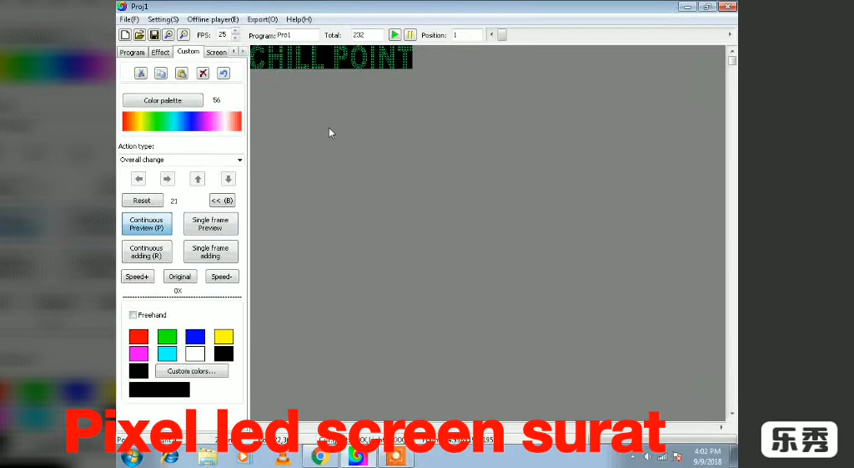 Proj1
File(F) Setting(S) Offline player(E) Export(O) Help(H)
FPS: 25 Program: Pro1 Total: 232 Position: 1
Program Effect Custom Screen
CHILL POINT
Color palette 56
Action type:
Overall change
Reset 21 << (B)
Continuous Preview (P) Single frame Preview
Continuous adding (R) Single frame adding
Speed+ Original Speed-
0X
Freehand
Custom colors...
Pixel led screen surat
4:02 PM
9/9/2018
乐秀